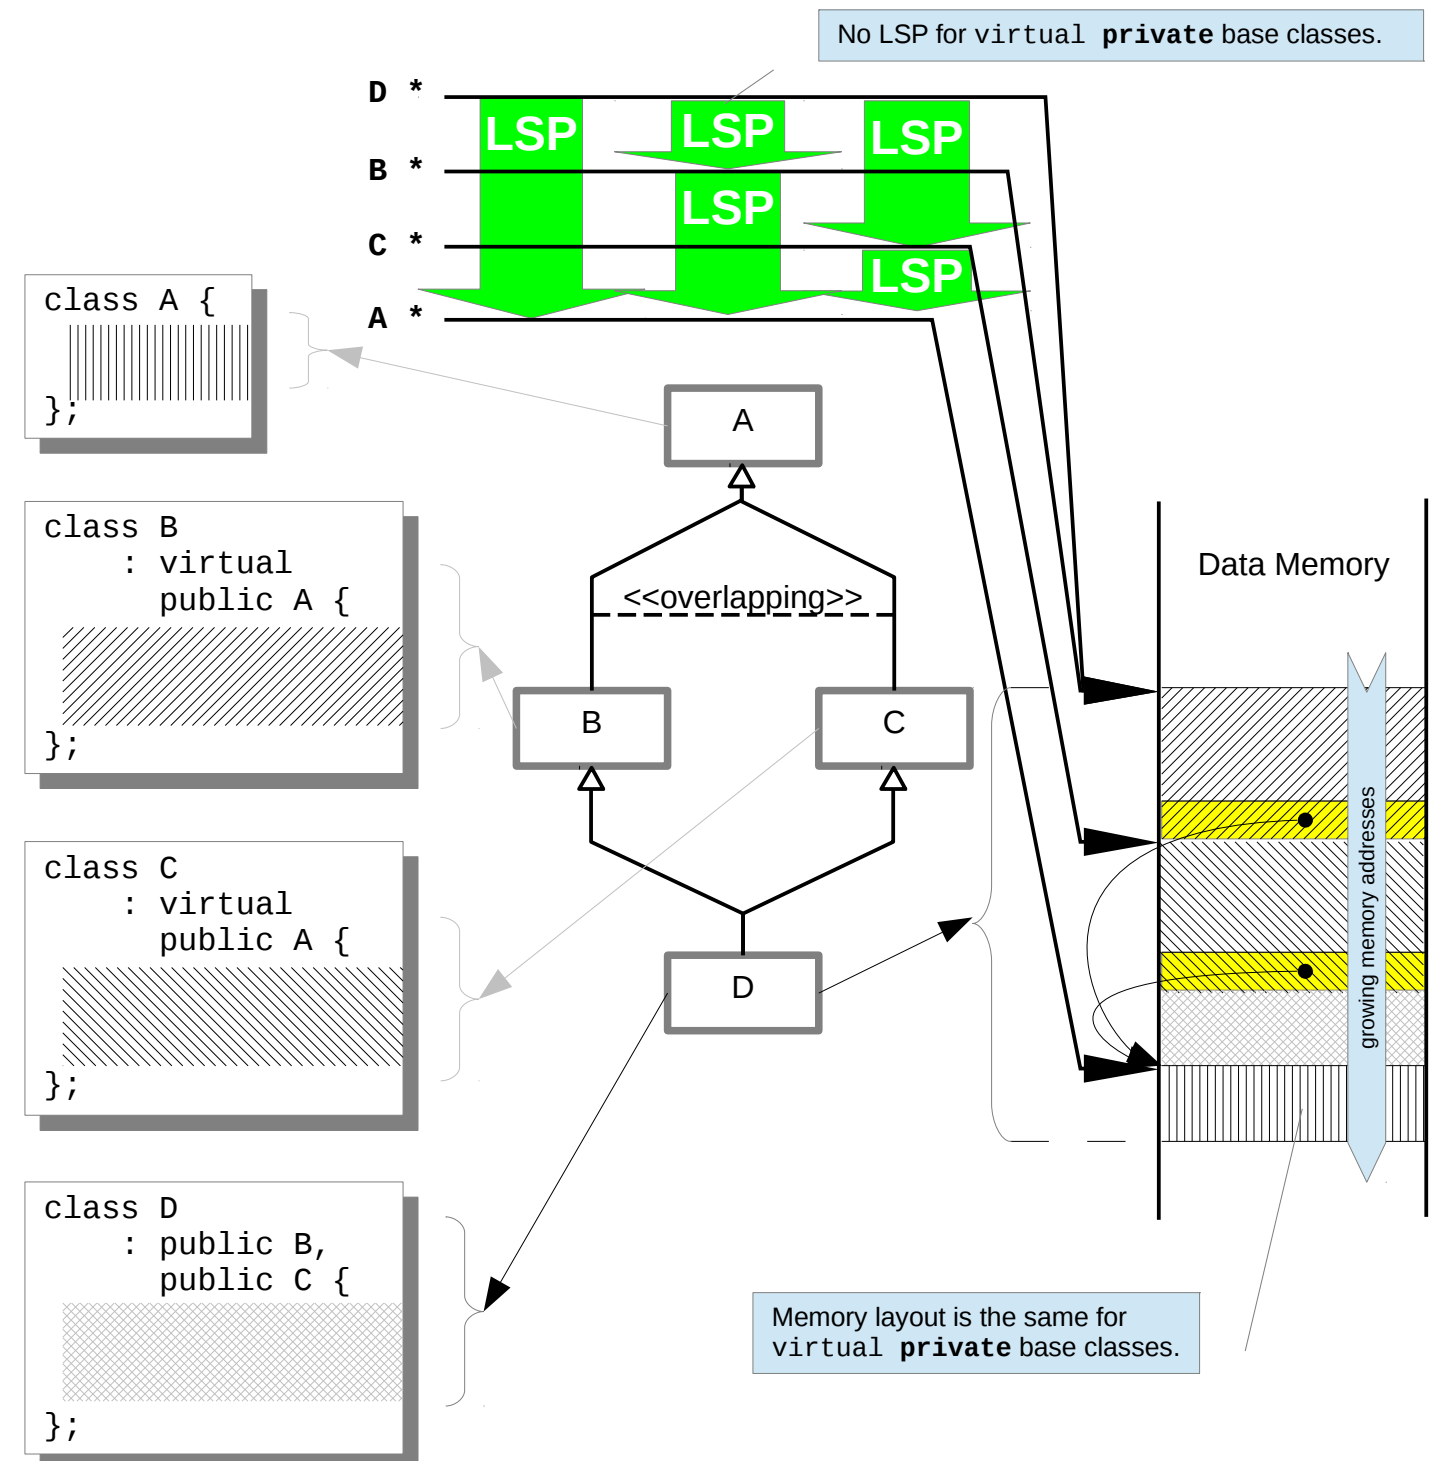 No LSP for virtual private base classes.
D *
LSP
LSP
LSP
B *
LSP
C *
LSP
A *
class A {
};
A
class B
: virtual
public A {
};
<<overlapping>>
Data Memory
B
C
growing memory addresses
class C
: virtual
public A {
};
D
class D
: public B,
public C {
};
Memory layout is the same for
virtual private base classes.